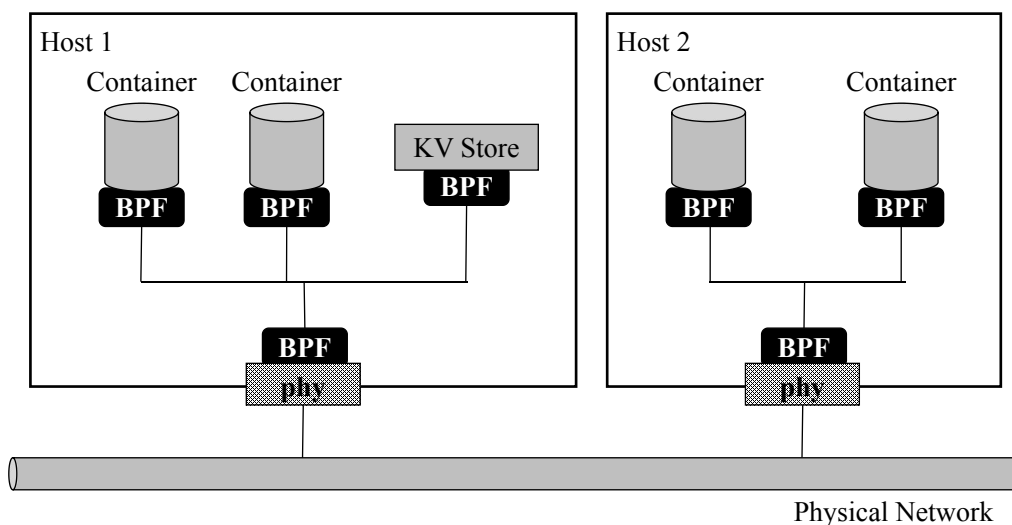 Host 1
Container
Container
KV Store
BPF
BPF
BPF
BPF
phy
Host 2
Container
Container
BPF
BPF
BPF
phy
Physical Network